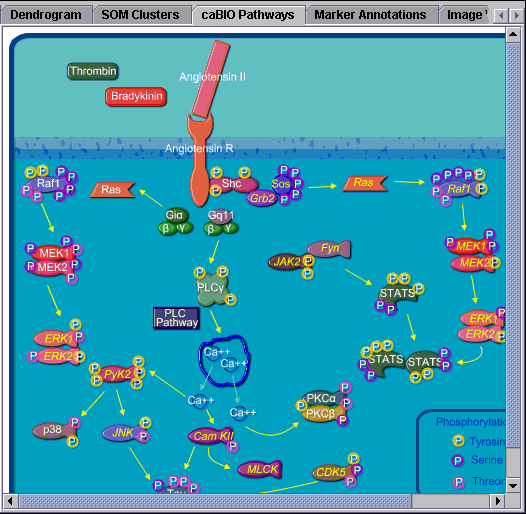 Dendrogram SOM Clusters caBIO Pathways Marker Annotations Image
Thrombin
Angiotensin II
Bradykinin
Angiotensin R
P P P P P P P P P
Raf1 Ras Shc Sos Ras Raf1
Grb2
Giα Gq11
β γ β γ
MEK1 Fyn MEK1
MEK2 JAK2 MEK2
PLCγ STATS
PLC
Pathway
ERK1 ERK1
ERK2 Ca++ STATS STATS ERK2
Ca++
PyK2
Ca++ Ca++ PKCα
PKCβ
p38 JNK Cam KII
Phosphorylatio
P Tyrosin
MLCK CDK5 P Serine
P Threor
Tau